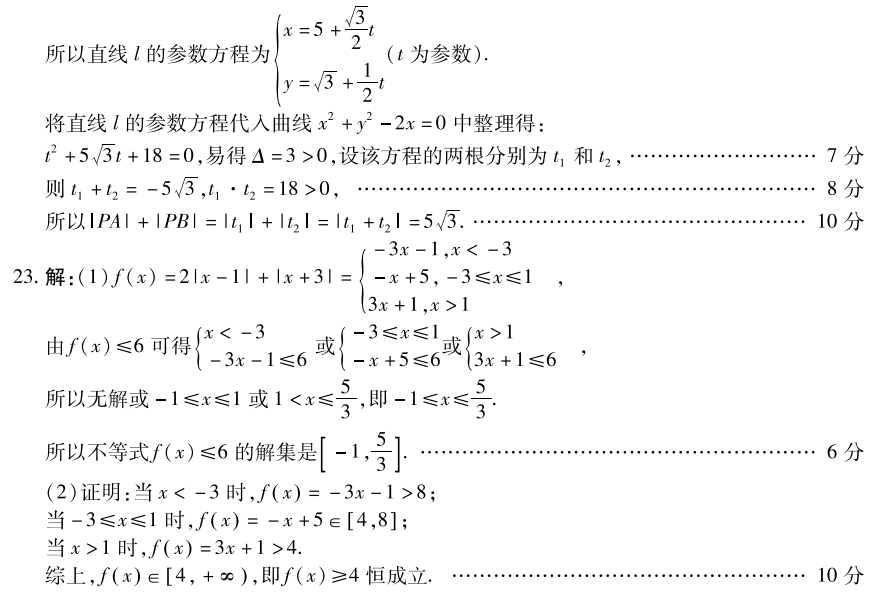 所以直线 l 的参数方程为{x=5+√3/2 t
y=√3+1/2 t (t 为参数).
将直线 l 的参数方程代入曲线 x²+y²-2x=0 中整理得:
t²+5√3t+18=0,易得 Δ=3>0,设该方程的两根分别为 t₁ 和 t₂, ………………………… 7 分
则 t₁+t₂=-5√3,t₁·t₂=18>0, ………………………… 8 分
所以|PA|+|PB|=|t₁|+|t₂|=|t₁+t₂|=5√3. ………………………… 10 分
23. 解:(1)f(x)=2|x-1|+|x+3|={-3x-1,x<-3
-x+5,-3≤x≤1 ,
3x+1,x>1
由f(x)≤6 可得{x<-3 或{-3≤x≤1 或{x>1
-3x-1≤6 -x+5≤6 3x+1≤6 ,
所以无解或 -1≤x≤1 或 1<x≤5/3,即 -1≤x≤5/3.
所以不等式f(x)≤6 的解集是[-1,5/3]. ………………………… 6 分
(2)证明:当 x<-3 时,f(x)=-3x-1>8;
当 -3≤x≤1 时,f(x)=-x+5∈[4,8];
当 x>1 时,f(x)=3x+1>4.
综上,f(x)∈[4,+∞),即f(x)≥4 恒成立. ………………………… 10 分